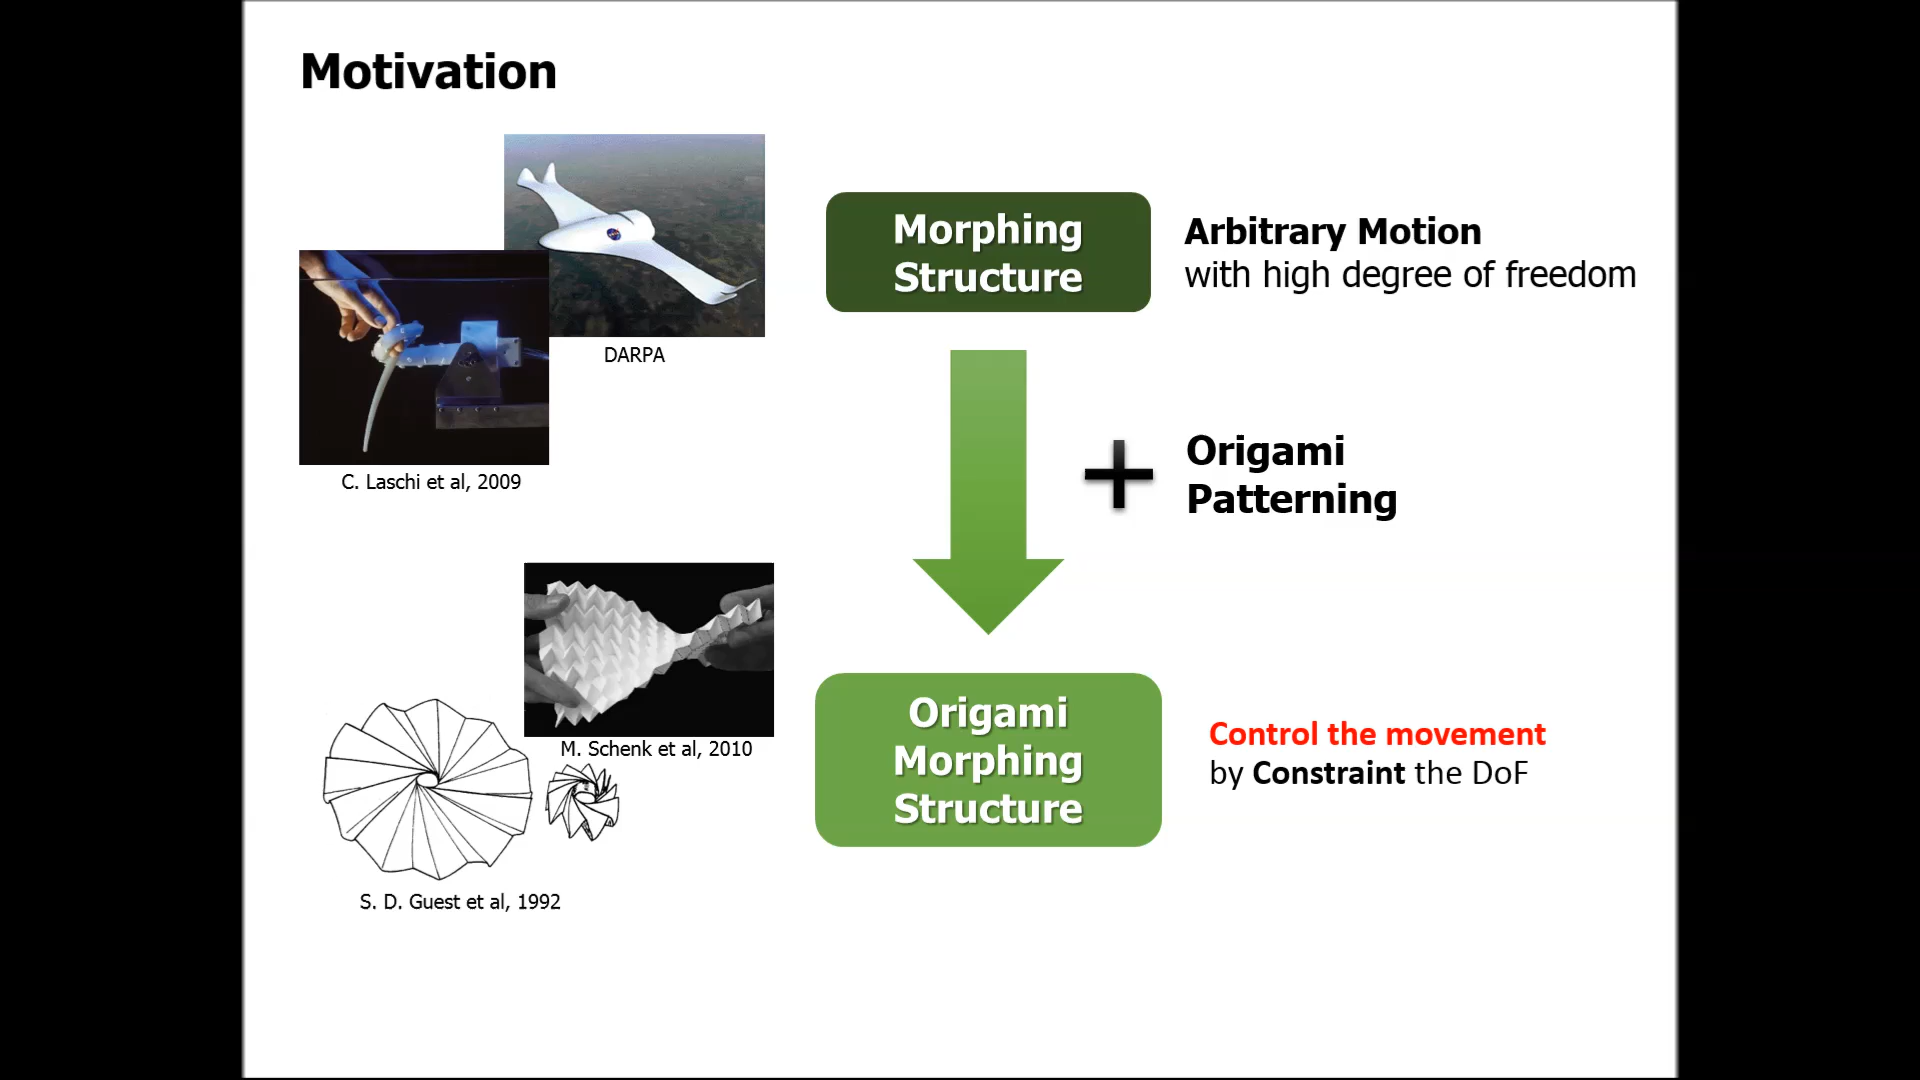 Motivation
DARPA
C. Laschi et al, 2009
Morphing
Structure
Arbitrary Motion
with high degree of freedom
Origami
Patterning
M. Schenk et al, 2010
S. D. Guest et al, 1992
Origami
Morphing
Structure
Control the movement
by Constraint the DoF